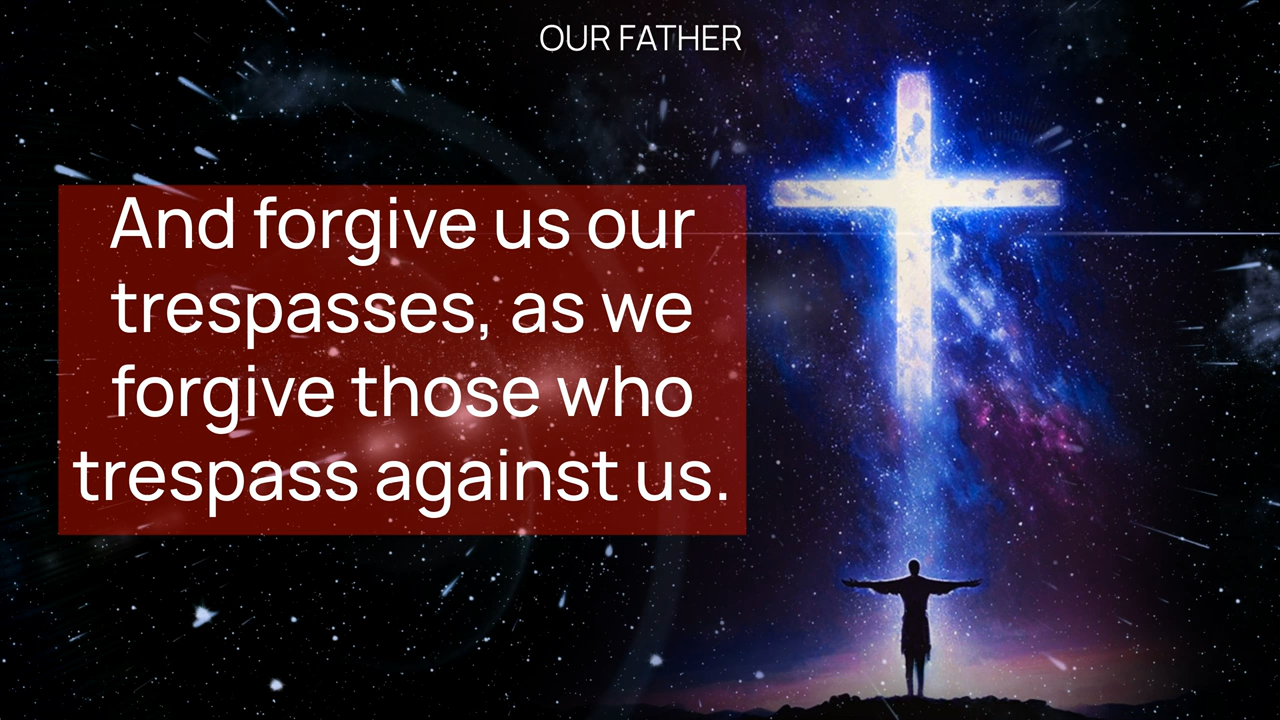 OUR FATHER
And forgive us our
trespasses, as we
forgive those who
trespass against us.